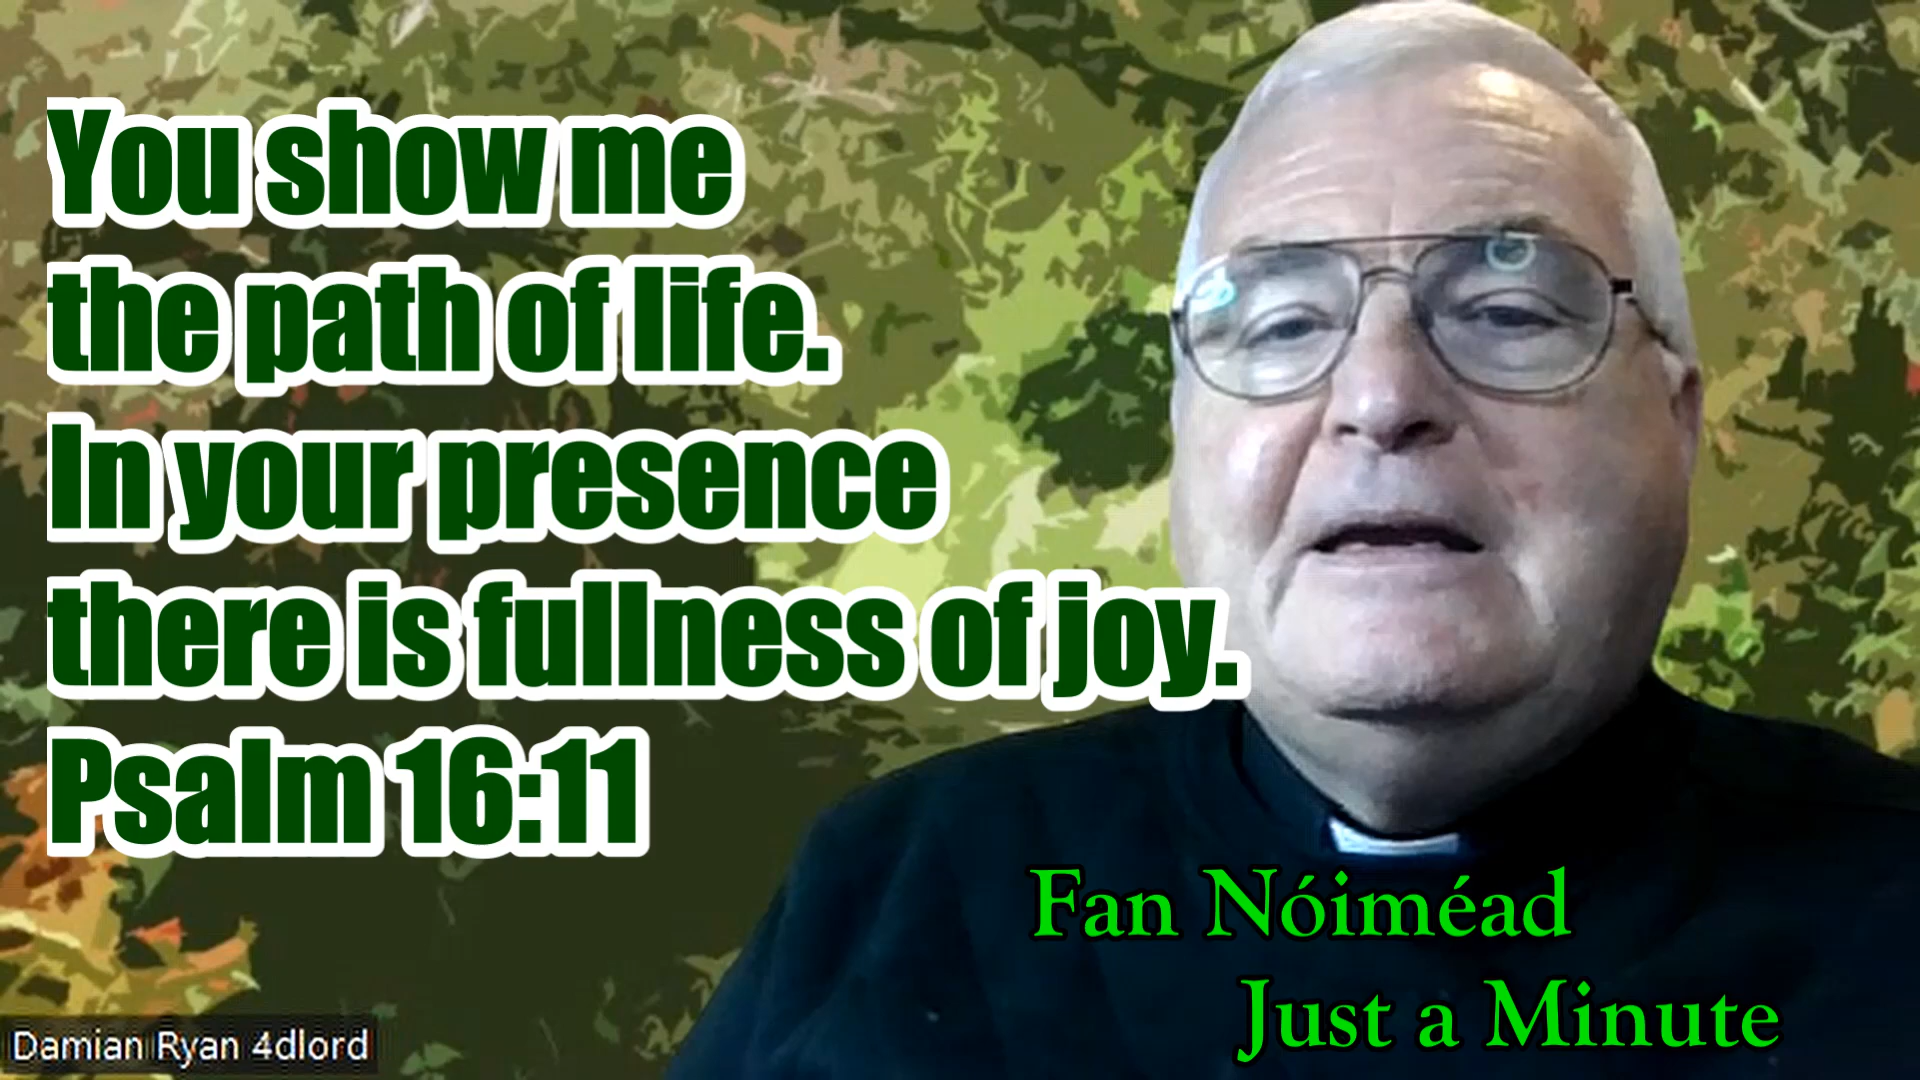 You show me
the path of life.
In your presence
there is fullness of joy.
Psalm 16:11
Fan Nóiméad
Just a Minute
Damian Ryan 4dlord